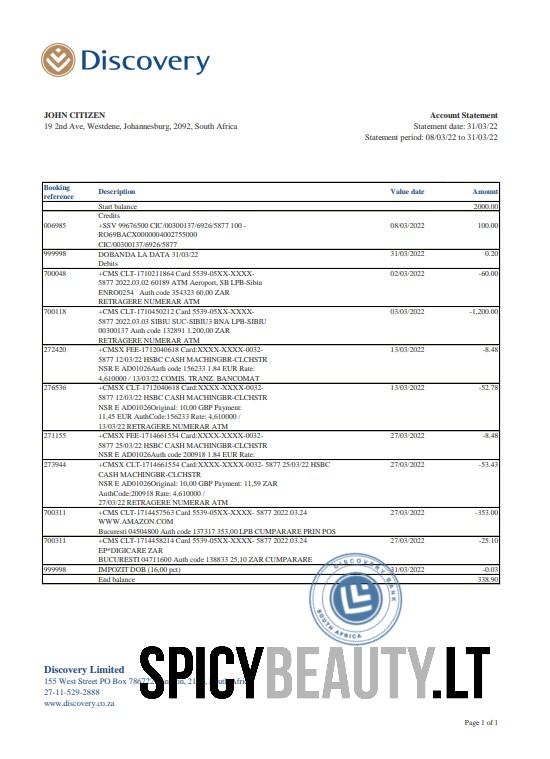 Discovery
JOHN CITIZEN
19 2nd Ave, Westdene, Johannesburg, 2092, South Africa
Account Statement
Statement date: 31/03/22
Statement period: 08/03/22 to 31/03/22
Booking reference Description Value date Amount
Start balance 2000.00
Credits
006985 +SSV 99676500 CIC/00300137/6926/5877 100 - 08/03/2022 100.00
RO69BACX0000004002755000
CIC/00300137/6926/5877
999998 DOBANDA LA DATA 31/03/22 31/03/2022 0.20
Debits
700048 +CMS CLT-1710211864 Card 5539-05XX-XXXX- 02/03/2022 -60.00
5877 2022.03.02 60189 ATM Aeroport, SB LPB-Sibiu
ENRO0254 Auth code 354323 60,00 ZAR
RETRAGERE NUMERAR ATM
700118 +CMS CLT-1710450212 Card 5539-05XX-XXXX- 03/03/2022 -1,200.00
5877 2022.03.03 SIBIU SUC-SIBIU3 BNA LPB-SIBIU
00300137 Auth code 132891 1.200,00 ZAR
RETRAGERE NUMERAR ATM
272420 +CMSX FEE-1712040618 Card:XXXX-XXXX-0032- 13/03/2022 -8.48
5877 12/03/2022 HSBC CASH MACHINGBR-CLCHSTR
NSR E AD01026Auth code 156233 1.84 EUR Rate:
4,610000 / 13/03/22 COMIS. TRANZ. BANCOMAT
276536 +CMSX CLT-1712040618 Card:XXXX-XXXX-0032- 13/03/2022 -52.78
5877 12/03/2022 HSBC CASH MACHINGBR-CLCHSTR
NSR E AD01026Original: 10,00 GBP Payment:
11,45 EUR AuthCode:156233 Rate: 4,610000 /
13/03/22 RETRAGERE NUMERAR ATM
271155 +CMSX FEE-1714661554 Card:XXXX-XXXX-0032- 27/03/2022 -8.48
5877 25/03/22 HSBC CASH MACHINGBR-CLCHSTR
NSR E AD01026Auth code 200918 1.84 EUR Rate:
273944 +CMSX CLT-1714661554 Card:XXXX-XXXX-0032- 5877 25/03/22 HSBC 27/03/2022 -53.43
CASH MACHINGBR-CLCHSTR
NSR E AD01026Original: 10,00 GBP Payment: 11,59 ZAR
AuthCode:200918 Rate: 4,610000 /
27/03/22 RETRAGERE NUMERAR ATM
700311 +CMS CLT-1714457563 Card 5539-05XX-XXXX- 5877 2022.03.24 27/03/2022 -353.00
WWW.AMAZON.COM
Bucuresti 04504800 Auth code 137317 353,00 LPB CUMPARARE PRIN POS
700311 +CMS CLT-1714458214 Card 5539-05XX-XXXX- 5877 2022.03.24 27/03/2022 -25.10
EP*DIGICARE ZAR
BUCURESTI 04711600 Auth code 138833 25,10 ZAR CUMPARARE
999998 IMPOZIT DOB (16,00 pct) 31/03/2022 -0.03
End balance 338.90
DISCOVERY BANK
SOUTH AFRICA
SPICYBEAUTY.LT
Discovery Limited
155 West Street PO Box
27-11-529-2888
www.discovery.co.za
Page 1 of 1